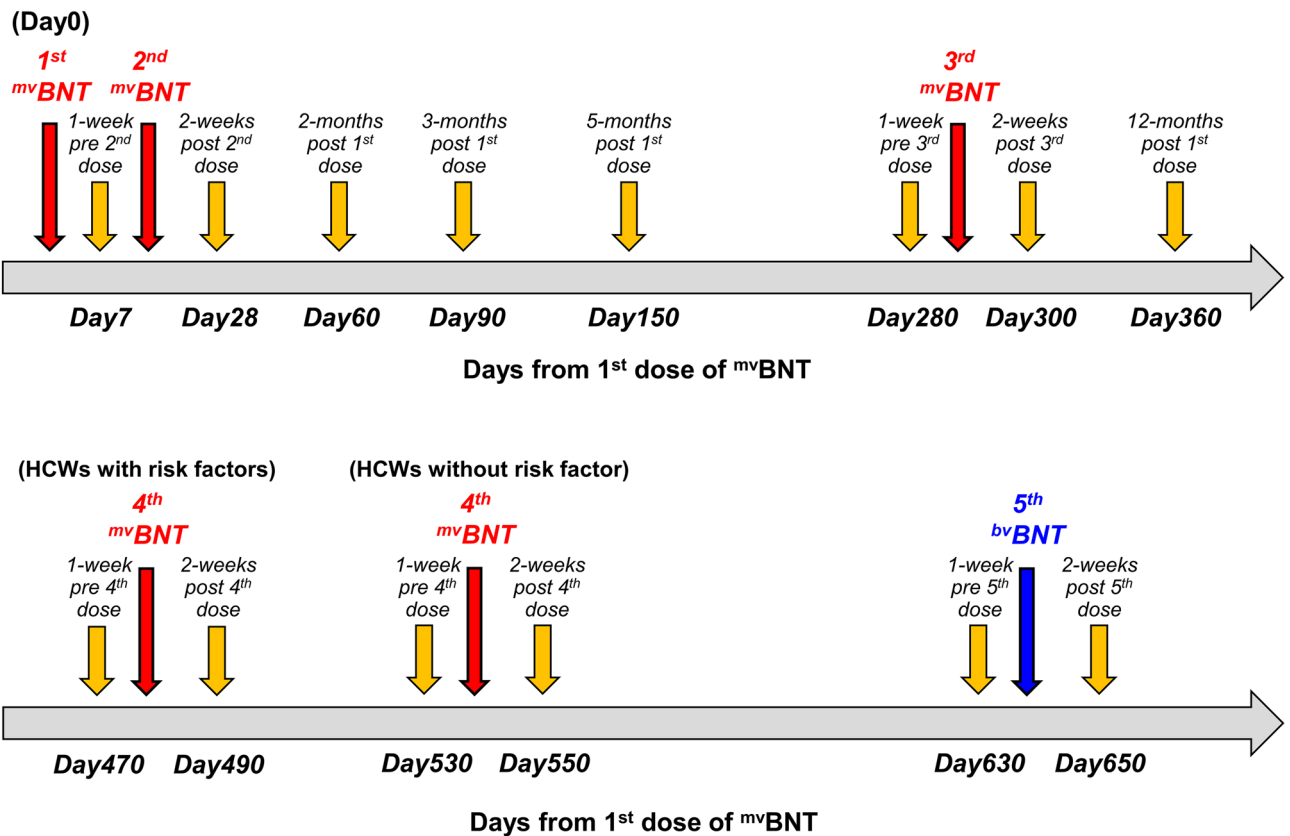 (Day0)
1st
mvBNT
2nd
mvBNT
3rd
mvBNT
1-week
pre 2nd
dose
2-weeks
post 2nd
dose
2-months
post 1st
dose
3-months
post 1st
dose
5-months
post 1st
dose
1-week
pre 3rd
dose
2-weeks
post 3rd
dose
12-months
post 1st
dose
Day7
Day28
Day60
Day90
Day150
Day280
Day300
Day360
Days from 1st dose of mvBNT
(HCWs with risk factors)
4th
mvBNT
(HCWs without risk factor)
4th
mvBNT
5th
bvBNT
1-week
pre 4th
dose
2-weeks
post 4th
dose
1-week
pre 4th
dose
2-weeks
post 4th
dose
1-week
pre 5th
dose
2-weeks
post 5th
dose
Day470
Day490
Day530
Day550
Day630
Day650
Days from 1st dose of mvBNT